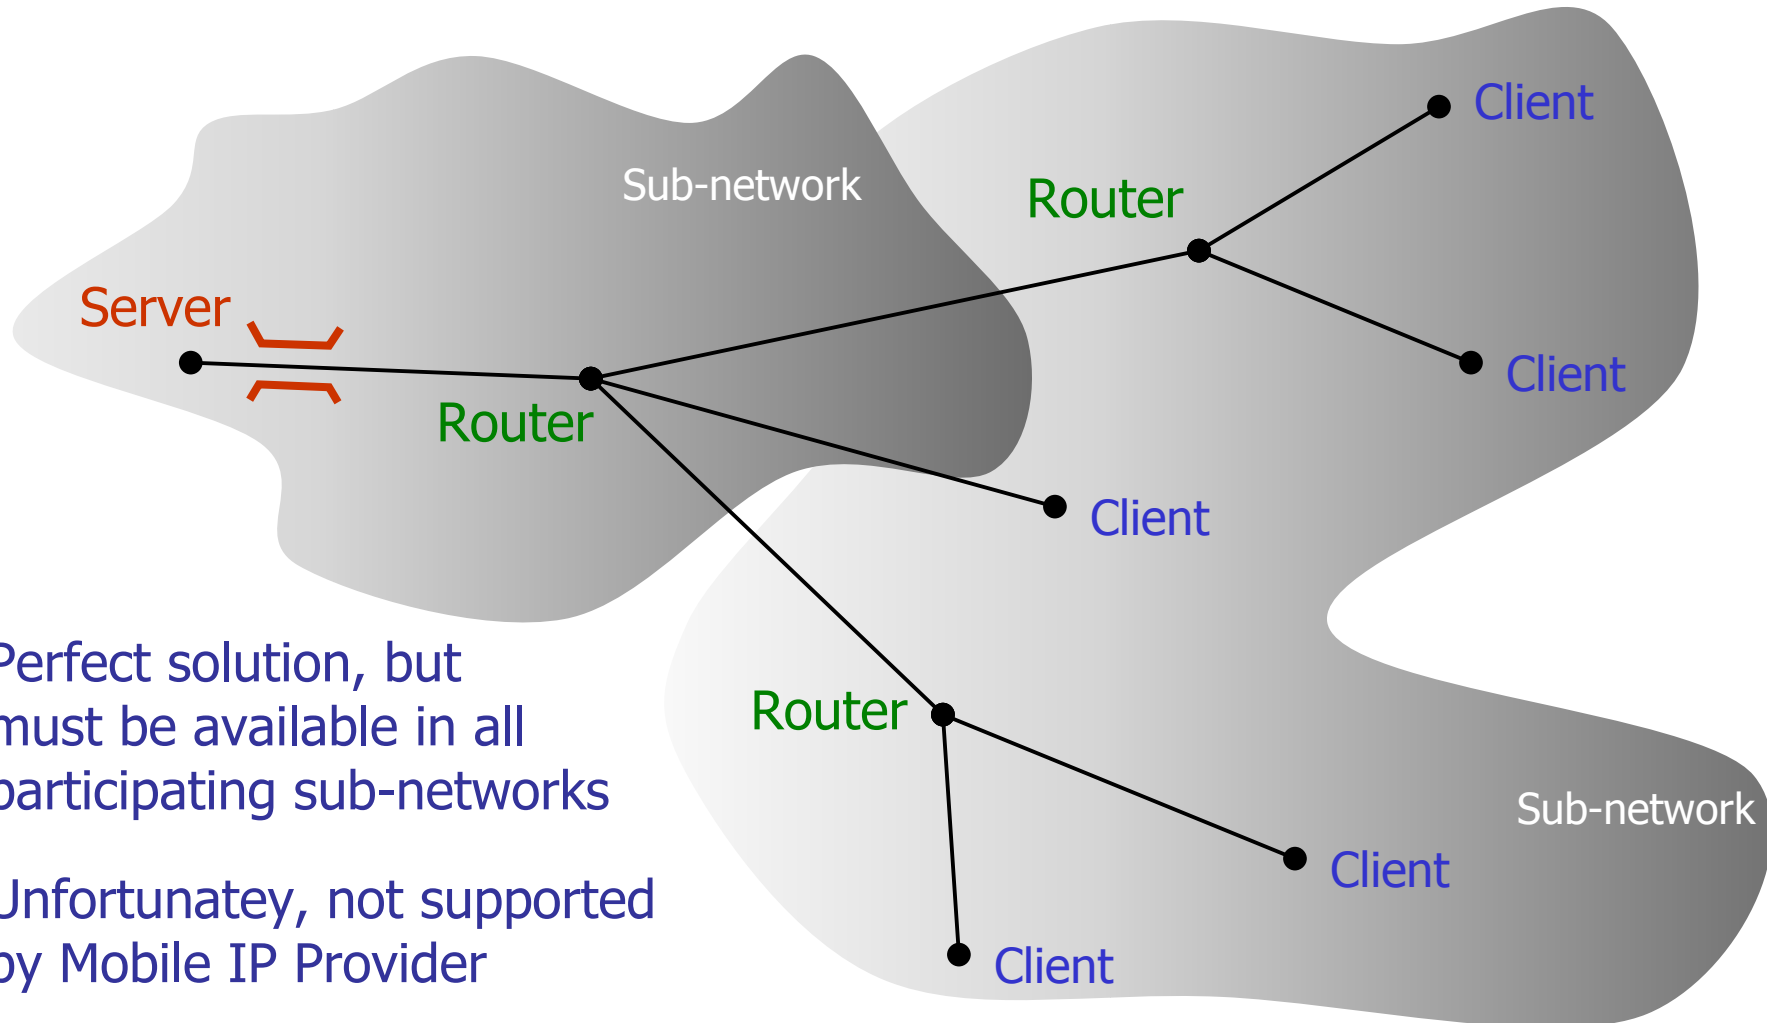 Client
Sub-network
Router
Server
Client
Router
Client
Perfect solution, but
must be available in all
Router
participating sub-networks
Sub-network
Client
Unfortunatey, not supported
by Mobile IP Provider
Client